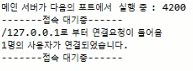 메인 서버가 다음의 포트에서  실행 중 : 4200
-------접속 대기중------
/127.0.0.1로 부터 연결요청이 들어옴
1명의 사용자가 연결되었습니다.
-------접속 대기중------